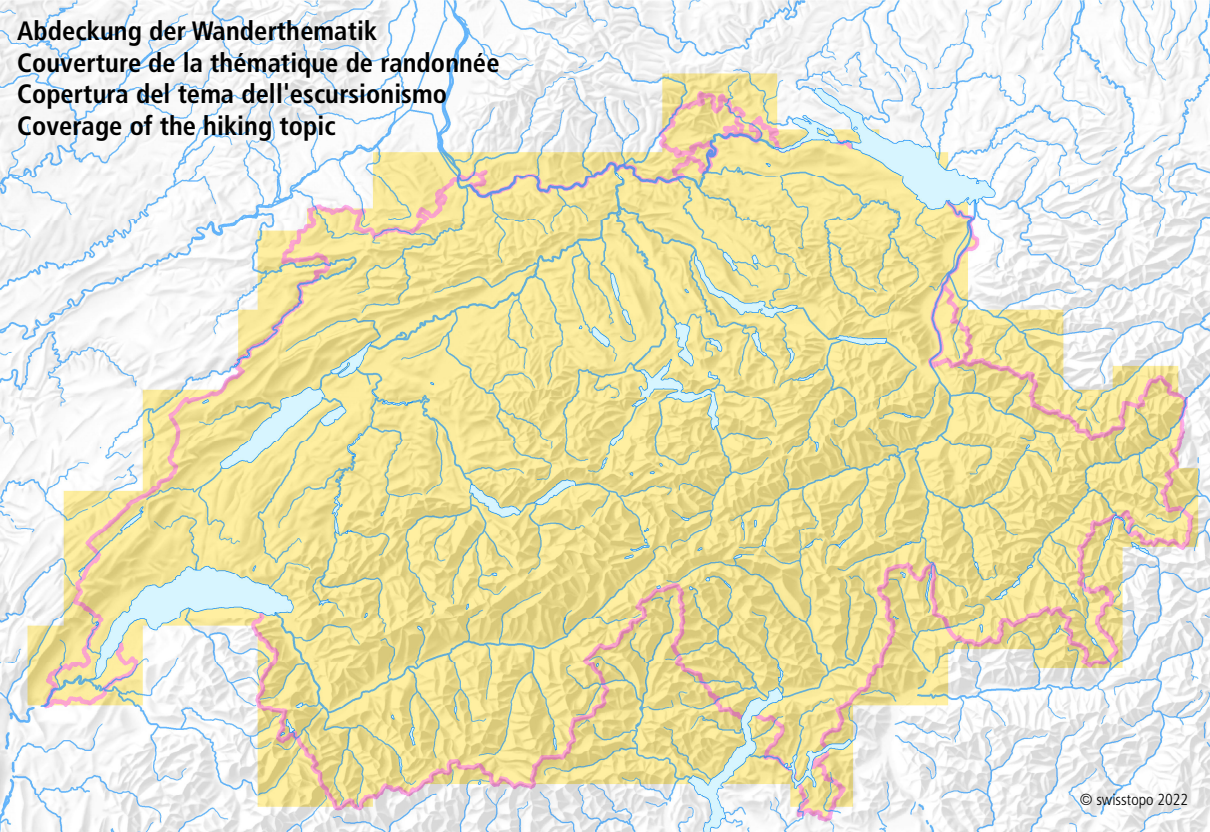 Abdeckung der Wanderthematik
Couverture de la thématique de randonnée
Copertura del tema dell'escursionismo
Coverage of the hiking topic
© swisstopo 2022